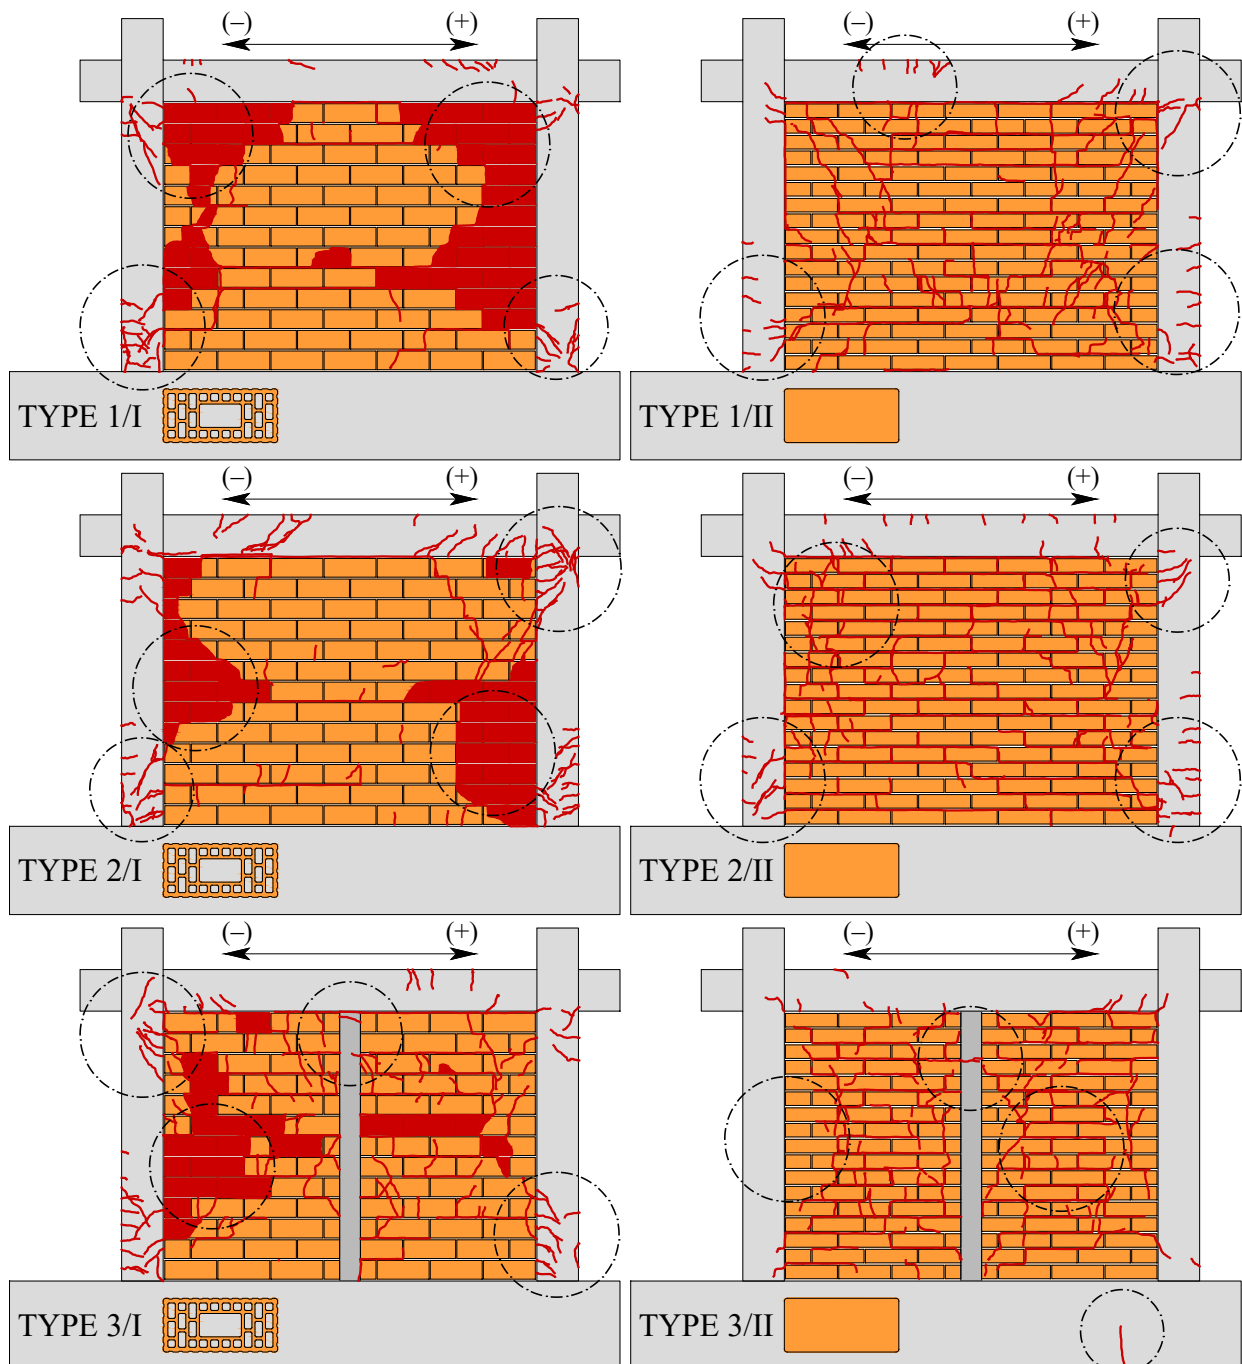 (–) (+) (–) (+)
TYPE 1/I TYPE 1/II
(–) (+) (–) (+)
TYPE 2/I TYPE 2/II
(–) (+) (–) (+)
TYPE 3/I TYPE 3/II